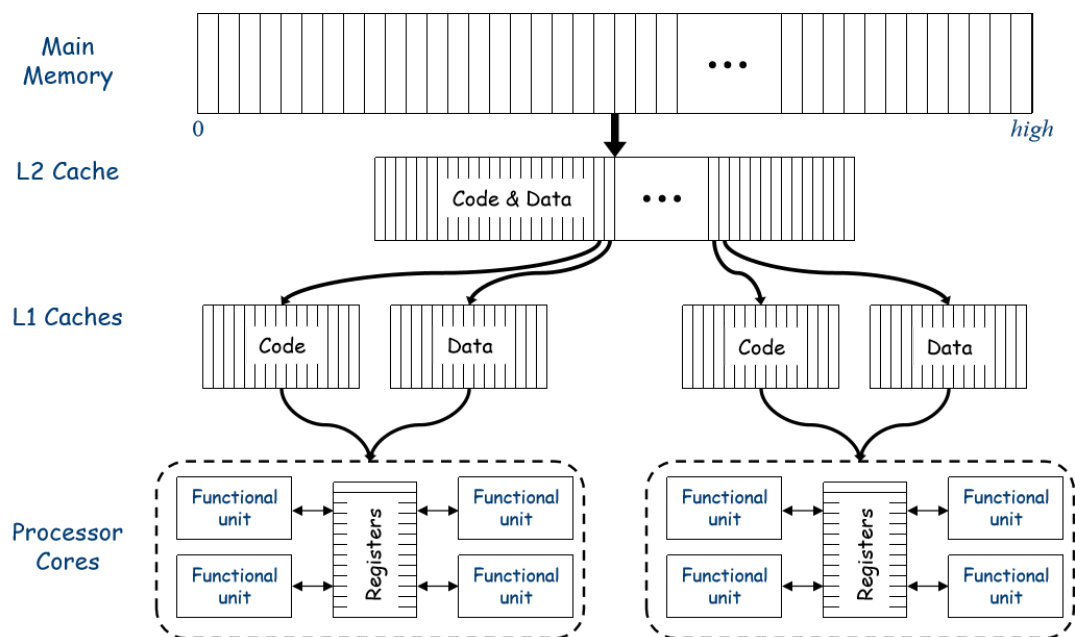 Main
Memory
•••
0
high
L2 Cache
Code & Data
•••
L1 Caches
Code
Data
Code
Data
Processor
Cores
Functional
unit
Functional
unit
Registers
Functional
unit
Functional
unit
Functional
unit
Functional
unit
Registers
Functional
unit
Functional
unit